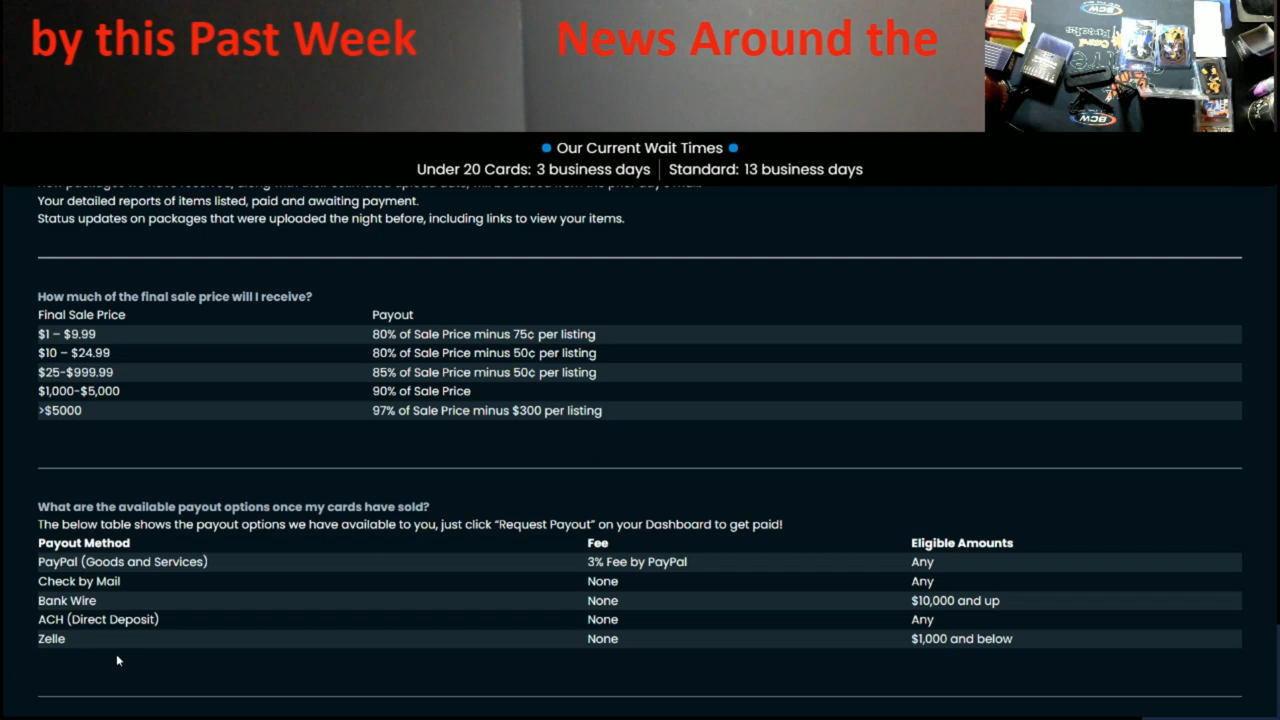 by this Past Week News Around the
BCW
BCW
Our Current Wait Times
Under 20 Cards: 3 business days | Standard: 13 business days
Your detailed reports of items listed, paid and awaiting payment.
Status updates on packages that were uploaded the night before, including links to view your items.
How much of the final sale price will I receive?
Final Sale Price Payout
$1 – $9.99 80% of Sale Price minus 75¢ per listing
$10 – $24.99 80% of Sale Price minus 50¢ per listing
$25-$999.99 85% of Sale Price minus 50¢ per listing
$1,000-$5,000 90% of Sale Price
>$5000 97% of Sale Price minus $300 per listing
What are the available payout options once my cards have sold?
The below table shows the payout options we have available to you, just click “Request Payout” on your Dashboard to get paid!
Payout Method Fee Eligible Amounts
PayPal (Goods and Services) 3% Fee by PayPal Any
Check by Mail None Any
Bank Wire None $10,000 and up
ACH (Direct Deposit) None Any
Zelle None $1,000 and below